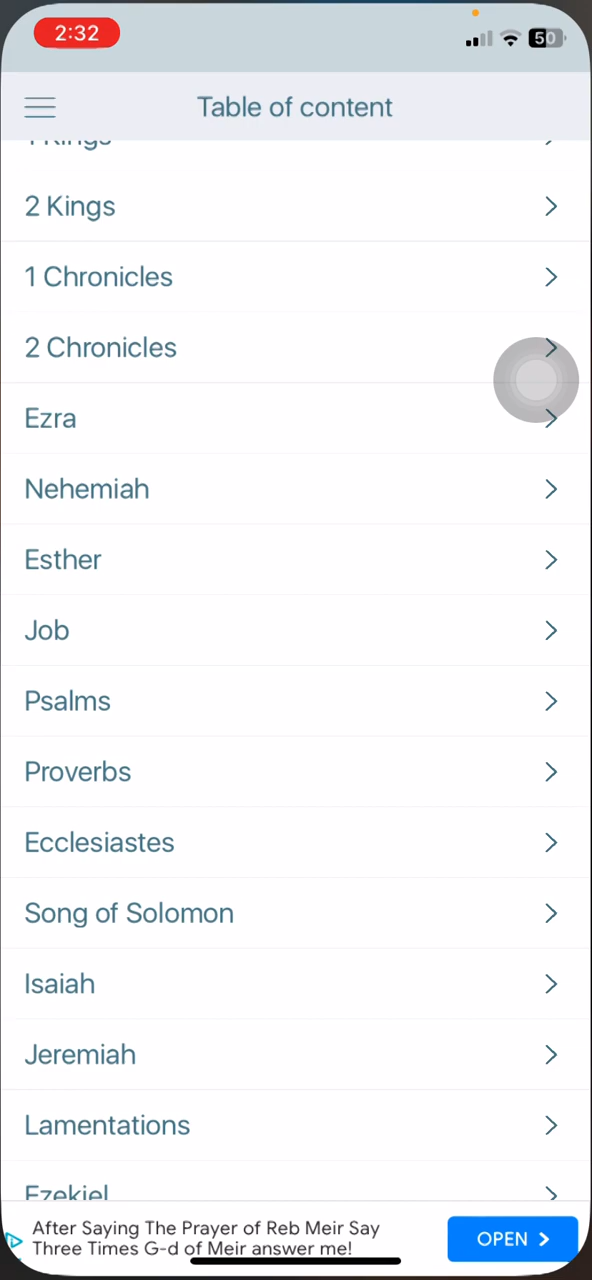 2:32
50
Table of content
1 Kings
2 Kings
1 Chronicles
2 Chronicles
Ezra
Nehemiah
Esther
Job
Psalms
Proverbs
Ecclesiastes
Song of Solomon
Isaiah
Jeremiah
Lamentations
Ezekiel
After Saying The Prayer of Reb Meir Say
Three Times G-d of Meir answer me!
OPEN